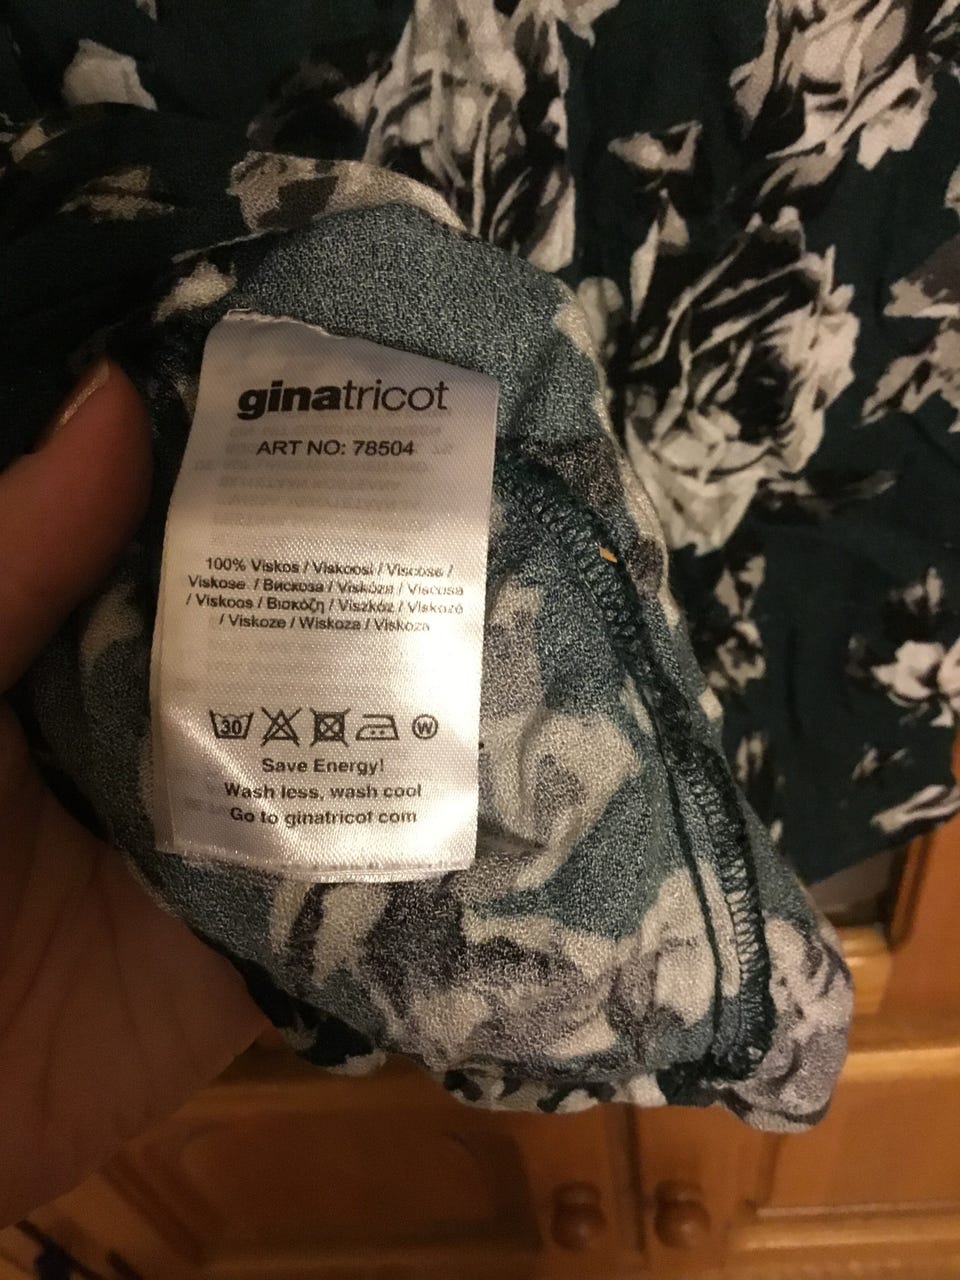 ginatricot
ART NO: 78504
100% Viskos / Viskoosi / Viscose /
Viskose / Вискоза / Viskóza / Viscosa
/ Viskoos / Βισκόζη / Viszkóz / Viskozė
/ Viskoze / Wiskoza / Viskoza
30
W
Save Energy!
Wash less, wash cool
Go to ginatricot com